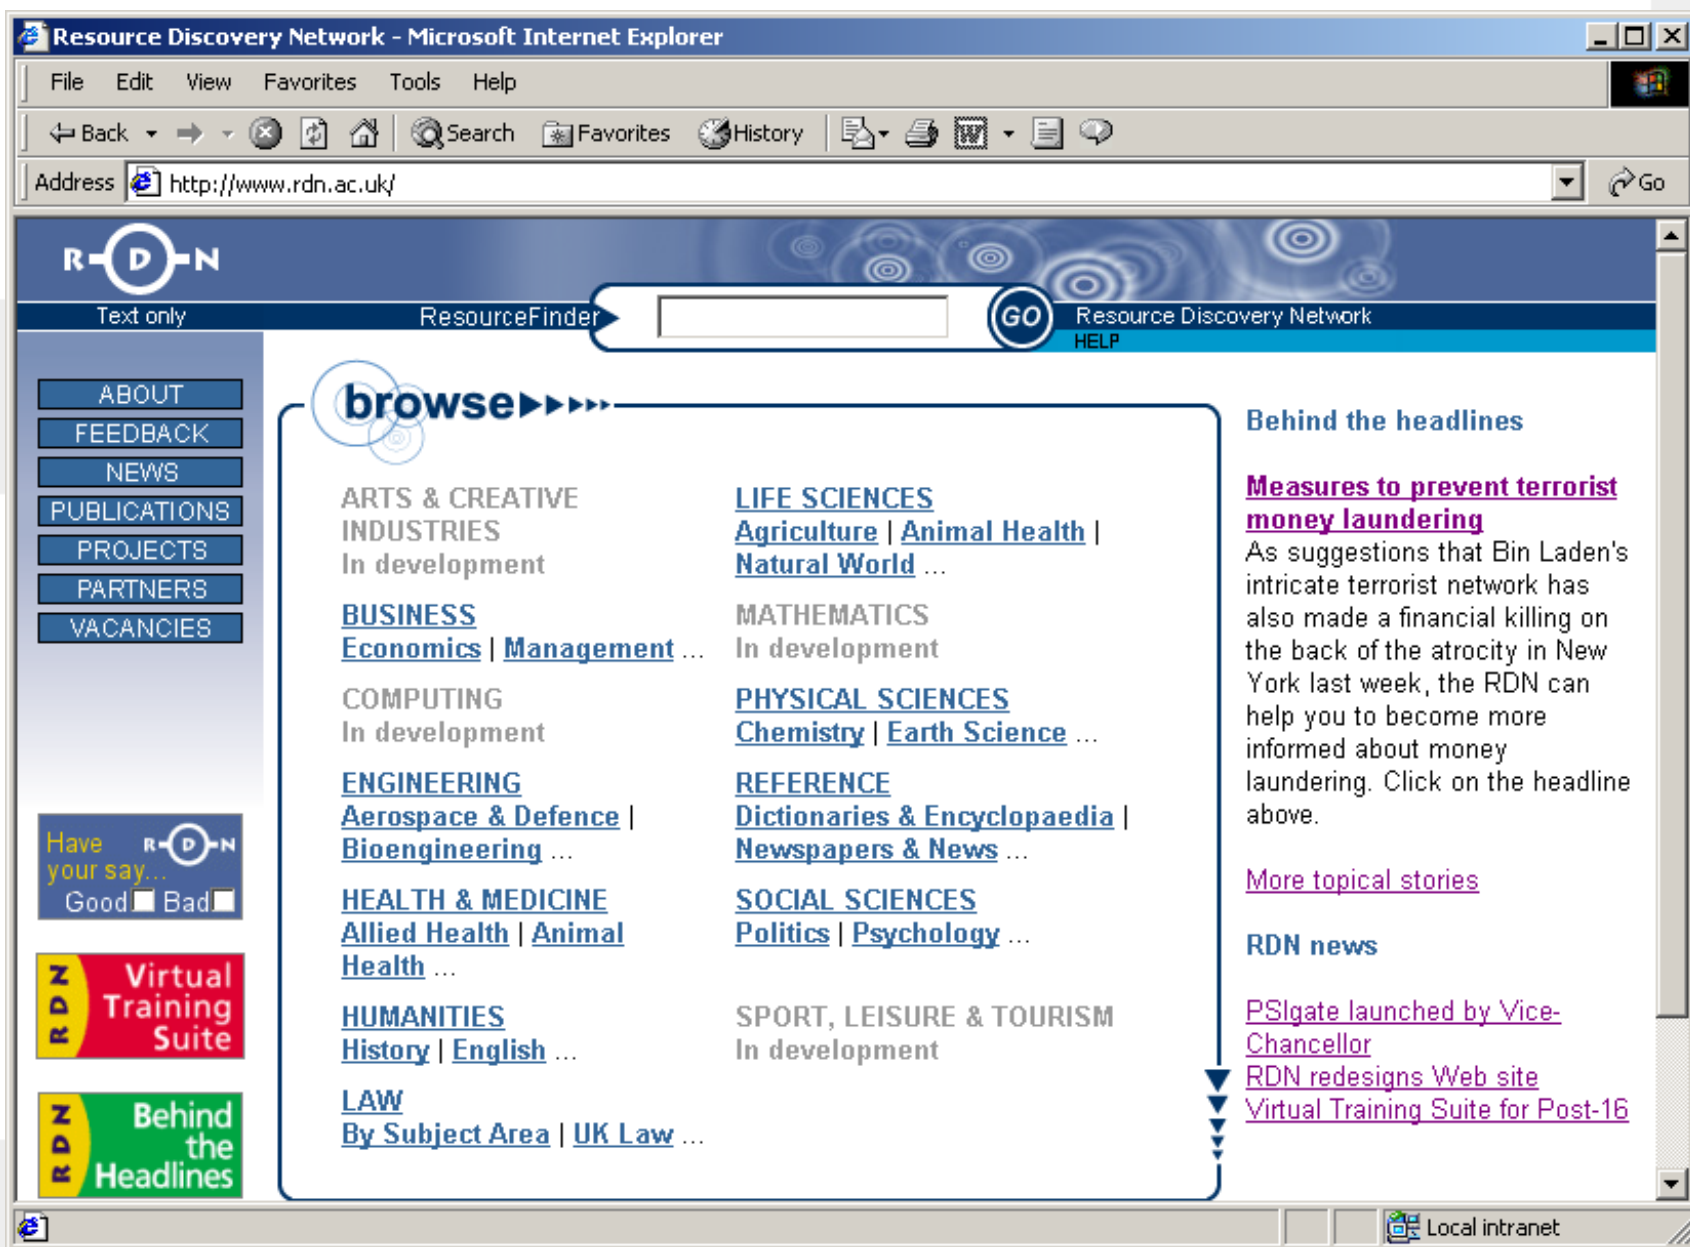 Resource Discovery Network - Microsoft Internet Explorer
File Edit View Favorites Tools Help
Back Search Favorites History
Address http://www.rdn.ac.uk/ Go
R D N
Text only ResourceFinder GO Resource Discovery Network
HELP
ABOUT
FEEDBACK
NEWS
PUBLICATIONS
PROJECTS
PARTNERS
VACANCIES
Have R D N
your say...
Good Bad
RDN Virtual
Training
Suite
RDN Behind
the
Headlines
browse
ARTS & CREATIVE
INDUSTRIES
In development
BUSINESS
Economics | Management ...
COMPUTING
In development
ENGINEERING
Aerospace & Defence |
Bioengineering ...
HEALTH & MEDICINE
Allied Health | Animal
Health ...
HUMANITIES
History | English ...
LAW
By Subject Area | UK Law ...
LIFE SCIENCES
Agriculture | Animal Health |
Natural World ...
MATHEMATICS
In development
PHYSICAL SCIENCES
Chemistry | Earth Science ...
REFERENCE
Dictionaries & Encyclopaedia |
Newspapers & News ...
SOCIAL SCIENCES
Politics | Psychology ...
SPORT, LEISURE & TOURISM
In development
Behind the headlines
Measures to prevent terrorist
money laundering
As suggestions that Bin Laden's
intricate terrorist network has
also made a financial killing on
the back of the atrocity in New
York last week, the RDN can
help you to become more
informed about money
laundering. Click on the headline
above.
More topical stories
RDN news
PSIgate launched by Vice-
Chancellor
RDN redesigns Web site
Virtual Training Suite for Post-16
Local intranet